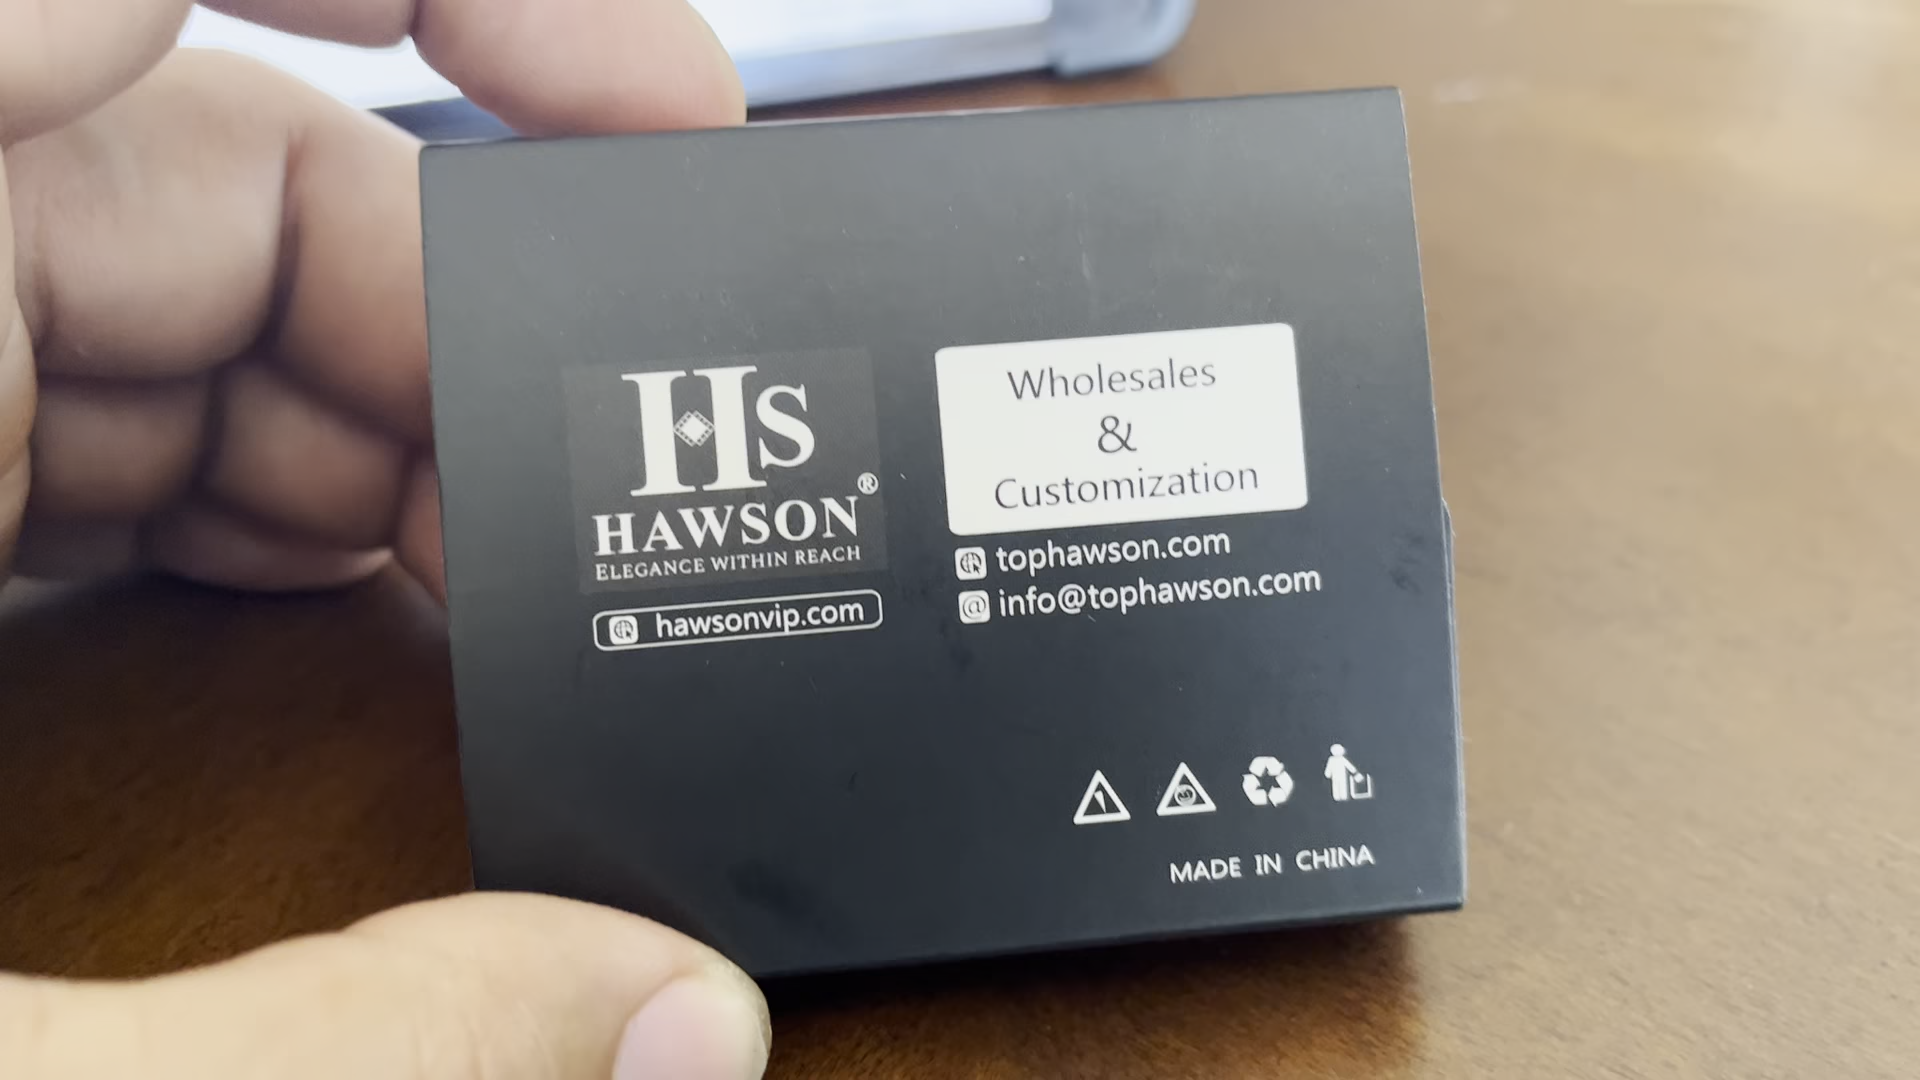 HS
HAWSON®
ELEGANCE WITHIN REACH
hawsonvip.com
Wholesales
&
Customization
tophawson.com
@ info@tophawson.com
MADE IN CHINA